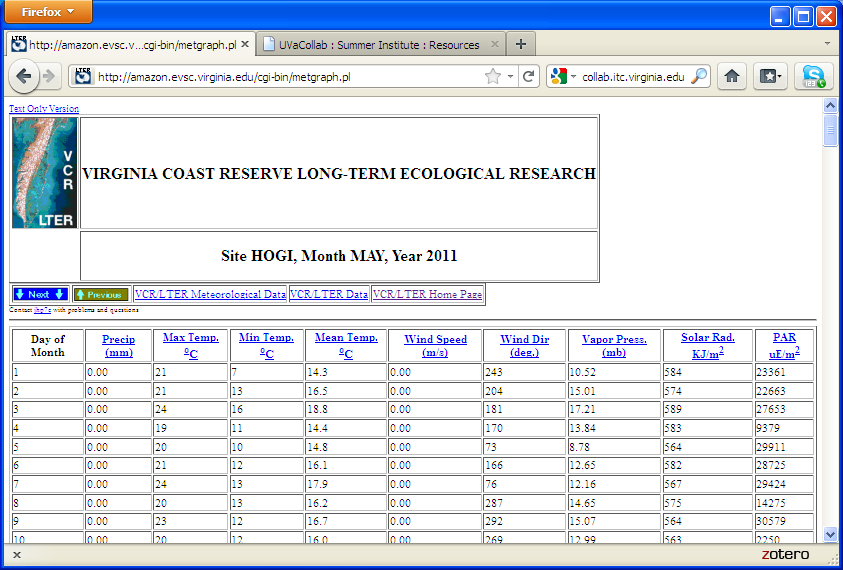 Firefox
http://amazon.evsc.v...cgi-bin/metgraph.pl
UVaCollab : Summer Institute : Resources
http://amazon.evsc.virginia.edu/cgi-bin/metgraph.pl
collab.itc.virginia.edu
Text Only Version
VCR
LTER
VIRGINIA COAST RESERVE LONG-TERM ECOLOGICAL RESEARCH
Site HOGI, Month MAY, Year 2011
Next Previous VCR/LTER Meteorological Data VCR/LTER Data VCR/LTER Home Page
Contact jhp7e with problems and questions
Day of Month Precip (mm) Max Temp. oC Min Temp. oC Mean Temp. oC Wind Speed (m/s) Wind Dir (deg.) Vapor Press. (mb) Solar Rad. KJ/m2 PAR uE/m2
1 0.00 21 7 14.3 0.00 243 10.52 584 23361
2 0.00 21 13 16.5 0.00 204 15.01 574 22663
3 0.00 24 16 18.8 0.00 181 17.21 589 27653
4 0.00 19 11 14.4 0.00 170 13.84 583 9379
5 0.00 20 10 14.8 0.00 73 8.78 564 29911
6 0.00 21 12 16.1 0.00 166 12.65 582 28725
7 0.00 24 13 17.9 0.00 76 12.16 567 29424
8 0.00 20 13 16.2 0.00 287 14.65 575 14275
9 0.00 23 12 16.7 0.00 292 15.07 564 30579
10 0.00 20 12 16.0 0.00 269 12.99 563 2250
zotero